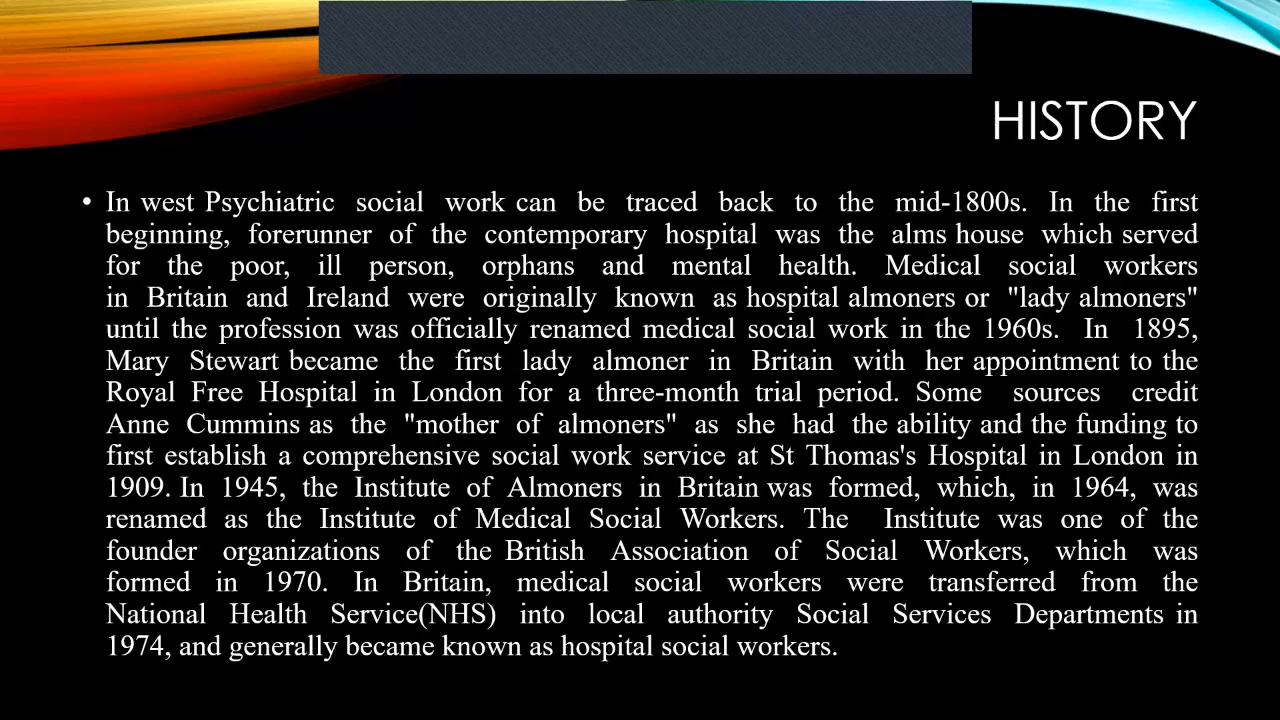 HISTORY
• In west Psychiatric social work can be traced back to the mid-1800s. In the first
beginning, forerunner of the contemporary hospital was the alms house which served
for the poor, ill person, orphans and mental health. Medical social workers
in Britain and Ireland were originally known as hospital almoners or "lady almoners"
until the profession was officially renamed medical social work in the 1960s. In 1895,
Mary Stewart became the first lady almoner in Britain with her appointment to the
Royal Free Hospital in London for a three-month trial period. Some sources credit
Anne Cummins as the "mother of almoners" as she had the ability and the funding to
first establish a comprehensive social work service at St Thomas's Hospital in London in
1909. In 1945, the Institute of Almoners in Britain was formed, which, in 1964, was
renamed as the Institute of Medical Social Workers. The Institute was one of the
founder organizations of the British Association of Social Workers, which was
formed in 1970. In Britain, medical social workers were transferred from the
National Health Service(NHS) into local authority Social Services Departments in
1974, and generally became known as hospital social workers.